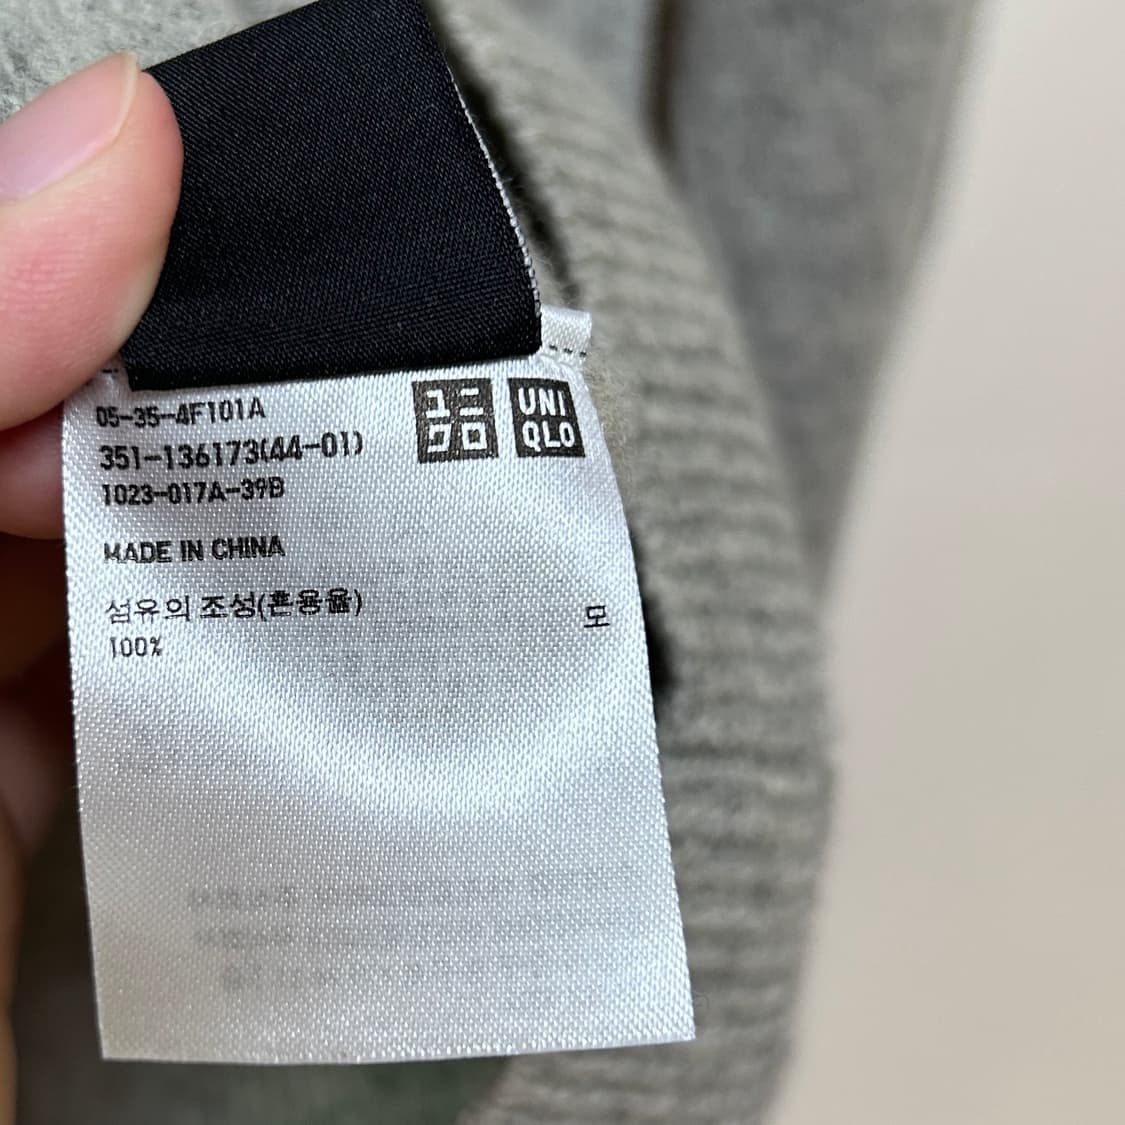 05-35-4F101A
351-136173(44-01)
1023-017A-39B
ユニ
クロ
UNI
QLO
MADE IN CHINA
섬유의 조성(혼용율) 모
100%